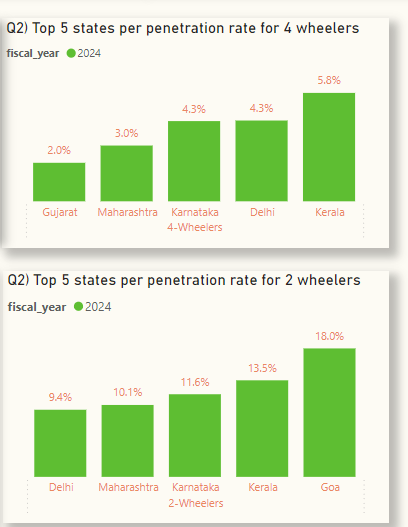 Q2) Top 5 states per penetration rate for 4 wheelers
fiscal_year 2024
5.8%
4.3% 4.3%
3.0%
2.0%
Gujarat Maharashtra Karnataka Delhi Kerala
4-Wheelers
Q2) Top 5 states per penetration rate for 2 wheelers
fiscal_year 2024
18.0%
13.5%
11.6%
10.1%
9.4%
Delhi Maharashtra Karnataka Kerala Goa
2-Wheelers